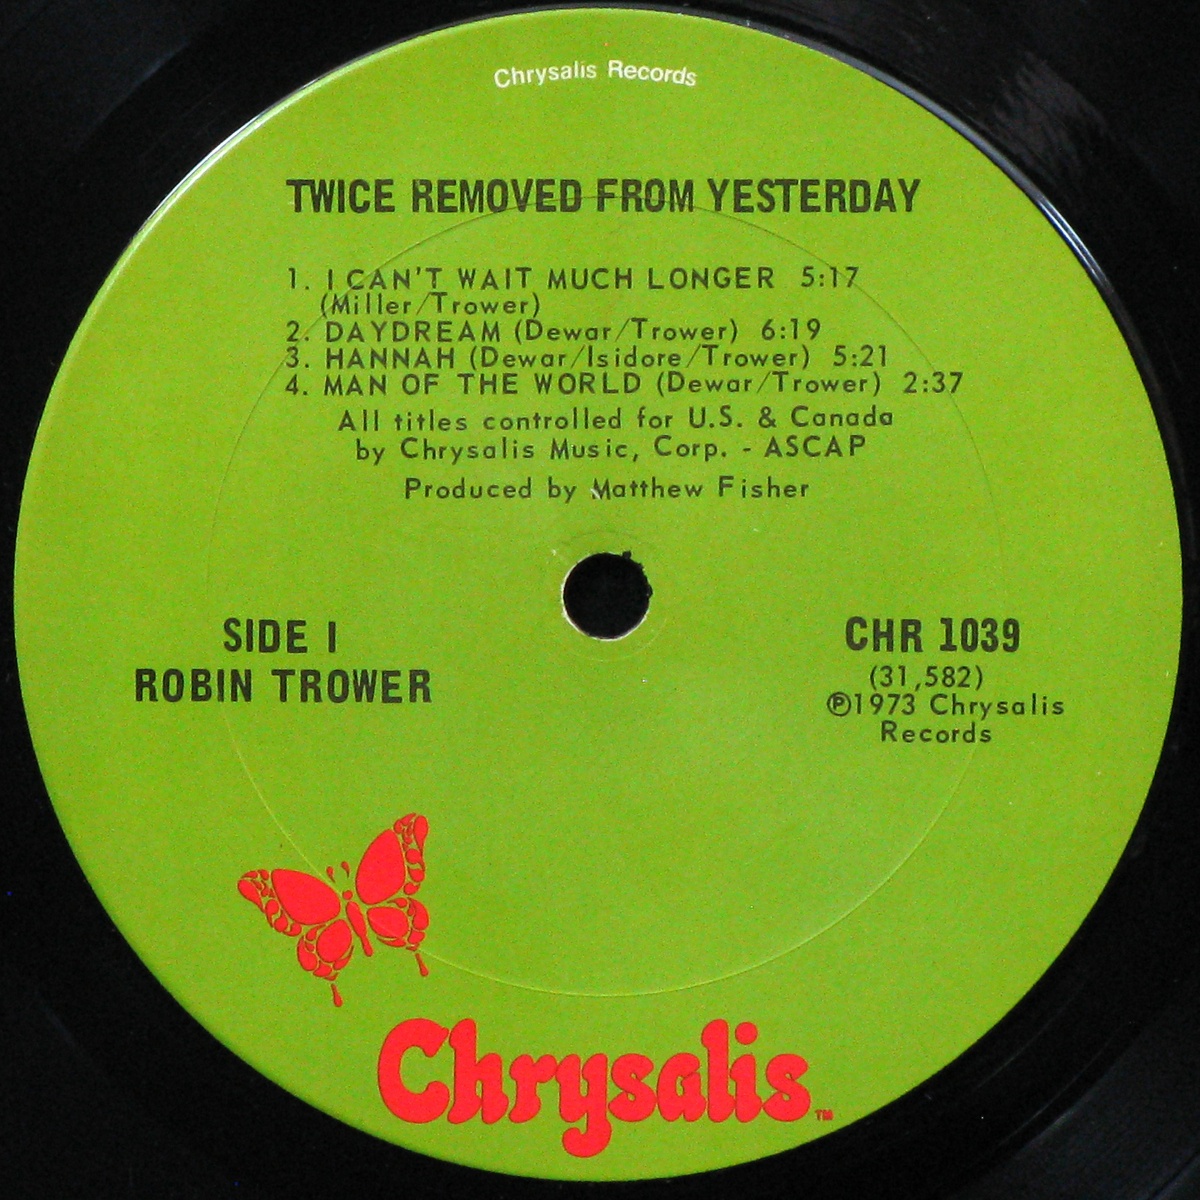 Chrysalis Records
TWICE REMOVED FROM YESTERDAY
1. I CAN'T WAIT MUCH LONGER 5:17
(Miller/Trower)
2. DAYDREAM (Dewar/Trower) 6:19
3. HANNAH (Dewar/Isidore/Trower) 5:21
4. MAN OF THE WORLD (Dewar/Trower) 2:37
All titles controlled for U.S. & Canada
by Chrysalis Music, Corp. - ASCAP
Produced by Matthew Fisher
SIDE I
ROBIN TROWER
CHR 1039
(31,582)
℗1973 Chrysalis
Records
Chrysalis™